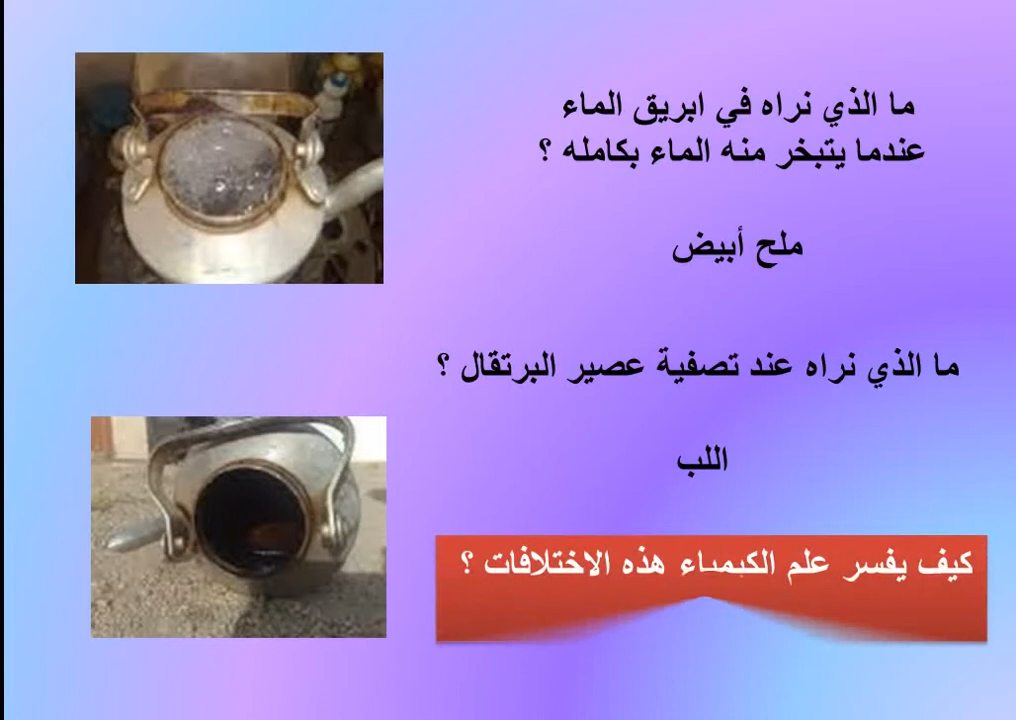 ما الذي نراه في ابريق الماء
عندما يتبخر منه الماء بكامله ؟
ملح أبيض
ما الذي نراه عند تصفية عصير البرتقال ؟
اللب
كيف يفسر علم الكيمياء هذه الاختلافات ؟